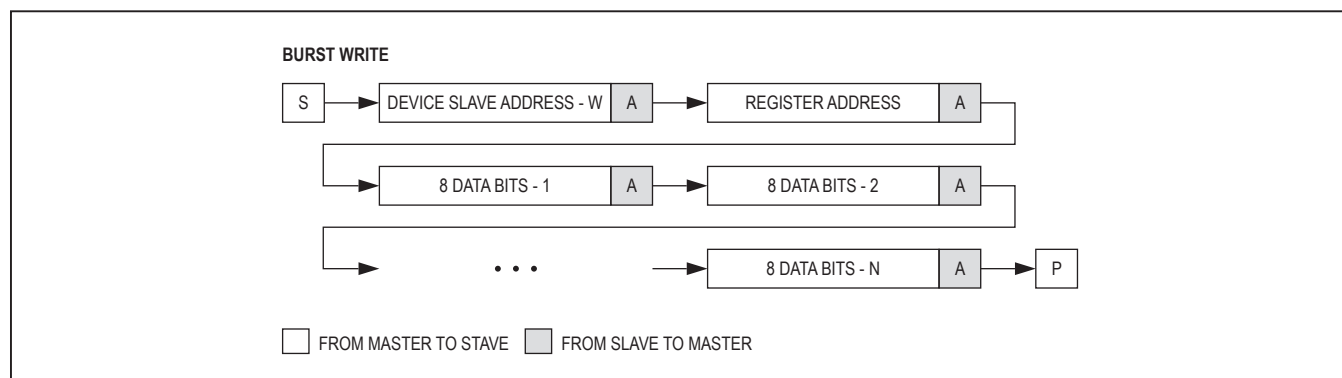 BURST WRITE
S DEVICE SLAVE ADDRESS - W A REGISTER ADDRESS A
8 DATA BITS - 1 A 8 DATA BITS - 2 A
• • • 8 DATA BITS - N A P
FROM MASTER TO STAVE FROM SLAVE TO MASTER